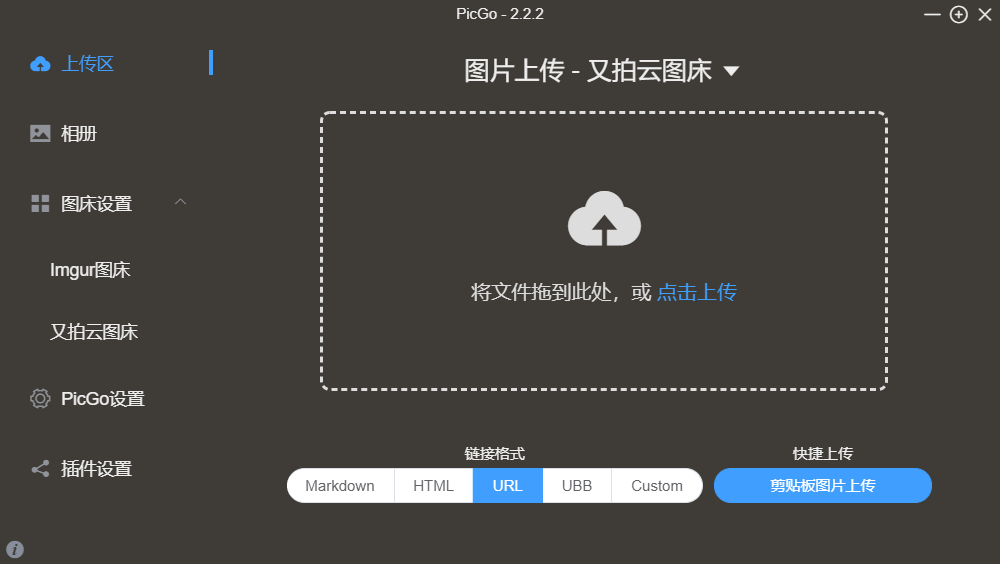 PicGo - 2.2.2
上传区
相册
图床设置
Imgur图床
又拍云图床
PicGo设置
插件设置
图片上传 - 又拍云图床
将文件拖到此处，或 点击上传
链接格式
Markdown HTML URL UBB Custom
快捷上传
剪贴板图片上传
i